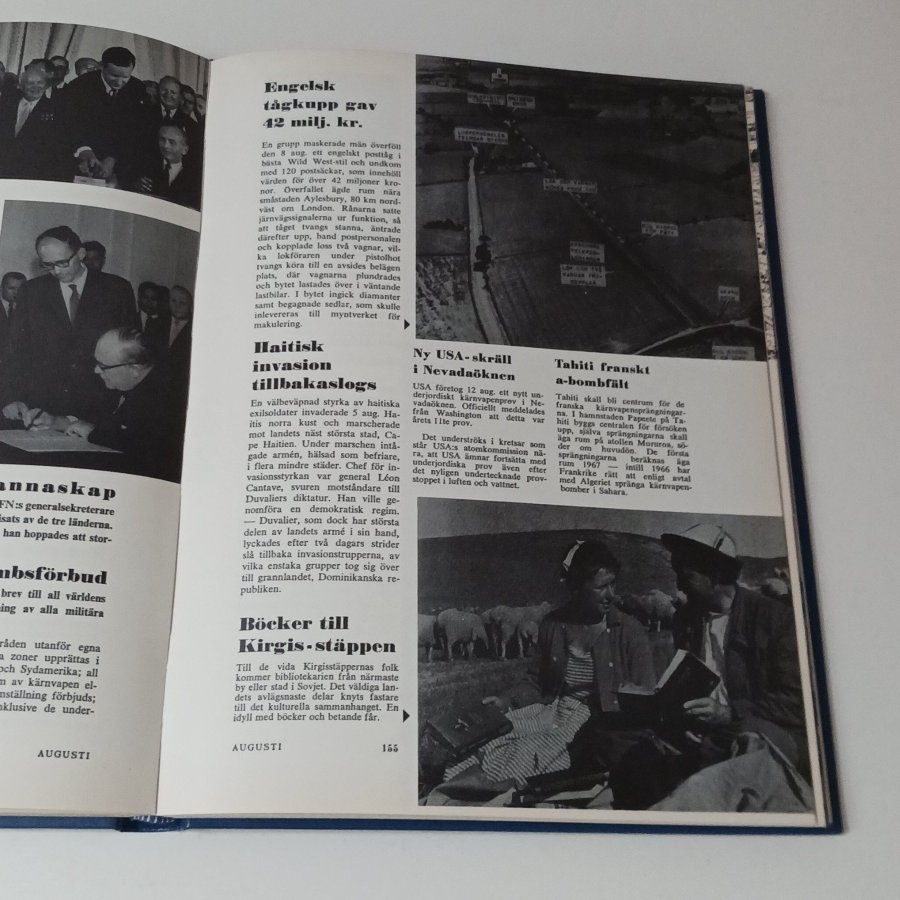 annaskap
FN:s generalsekreterare
isats av de tre länderna.
han hoppades att stor-
mbsförbud
brev till all världens
ning av alla militära
råden utanför egna
a zoner upprättas i
och Sydamerika; all
m av kärnvapen el-
nställning förbjuds;
nklusive de under-
AUGUSTI
Engelsk
tågkupp gav
42 milj. kr.
En grupp maskerade män överföll
den 8 aug. ett engelskt posttåg i
bästa Wild West-stil och undkom
med 120 postsäckar, som innehöll
värden för över 42 miljoner kro-
nor. Överfallet ägde rum nära
småstaden Aylesbury, 80 km nord-
väst om London. Rånarna satte
järnvägssignalerna ur funktion, så
att tåget tvangs stanna, äntrade
därefter upp, band postpersonalen
och kopplade loss två vagnar, vil-
ka lokföraren under pistolhot
tvangs köra till en avsides belägen
plats, där vagnarna plundrades
och bytet lastades över i väntande
lastbilar. I bytet ingick diamanter
samt begagnade sedlar, som skulle
inlevereras till myntverket för
makulering.
Haitisk
invasion
tillbakaslogs
En välbeväpnad styrka av haitiska
exilsoldater invaderade 5 aug. Ha-
itis norra kust och marscherade
mot landets näst största stad, Ca-
pe Haitien. Under marschen intå-
gade armén, hälsad som befriare,
i flera mindre städer. Chef för in-
vasionsstyrkan var general Léon
Cantave, svuren motståndare till
Duvaliers diktatur. Han ville ge-
nomföra en demokratisk regim.
— Duvalier, som dock har största
delen av landets armé i sin hand,
lyckades efter två dagars strider
slå tillbaka invasionstrupperna, av
vilka enstaka grupper tog sig över
till grannlandet, Dominikanska re-
publiken.
Böcker till
Kirgis-stäppen
Till de vida Kirgisstäppernas folk
kommer bibliotekarien från närmaste
by eller stad i Sovjet. Det väldiga lan-
dets avlägsnaste delar knyts fastare
till det kulturella sammanhanget. En
idyll med böcker och betande får.
AUGUSTI 155
Ny USA-skräll
i Nevadaöknen
USA företog 12 aug. ett nytt un-
derjordiskt kärnvapenprov i Ne-
vadaöknen. Officiellt meddelades
från Washington att detta var
årets 11te prov.
Det underströks i kretsar som
står USA:s atomkommission nä-
ra, att USA ämnar fortsätta med
underjordiska prov även efter
det nyligen undertecknade prov-
stoppet i luften och vattnet.
Tahiti franskt
a-bombfält
Tahiti skall bli centrum för de
franska kärnvapensprängningar-
na. I hamnstaden Papeete på Ta-
hiti byggs centralen för försöken
upp, själva sprängningarna skall
äga rum på atollen Mururoa, sö-
der om huvudön. De första
sprängningarna beräknas äga
rum 1967 — intill 1966 har
Frankrike rätt att enligt avtal
med Algeriet spränga kärnvapen-
bomber i Sahara.